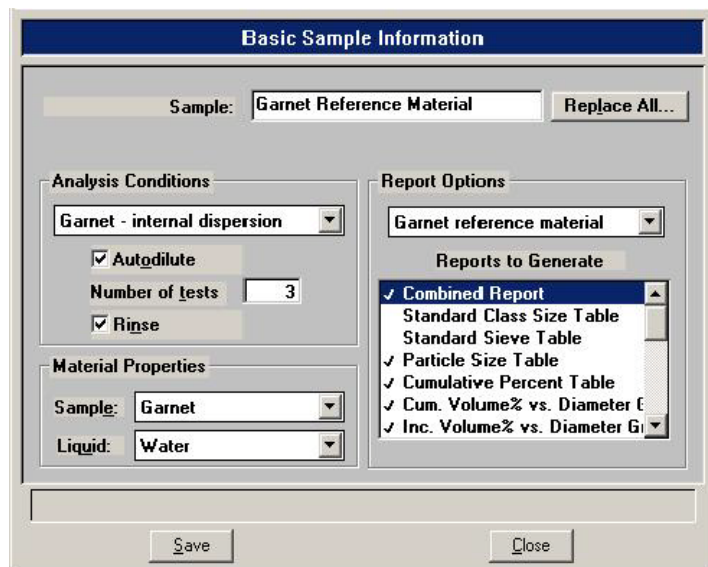 Basic Sample Information
Sample: Garnet Reference Material Replace All...
Analysis Conditions
Garnet - internal dispersion
Autodilute
Number of tests 3
Rinse
Material Properties
Sample: Garnet
Liquid: Water
Report Options
Garnet reference material
Reports to Generate
Combined Report
Standard Class Size Table
Standard Sieve Table
Particle Size Table
Cumulative Percent Table
Cum. Volume% vs. Diameter G
Inc. Volume% vs. Diameter Gr
Save Close